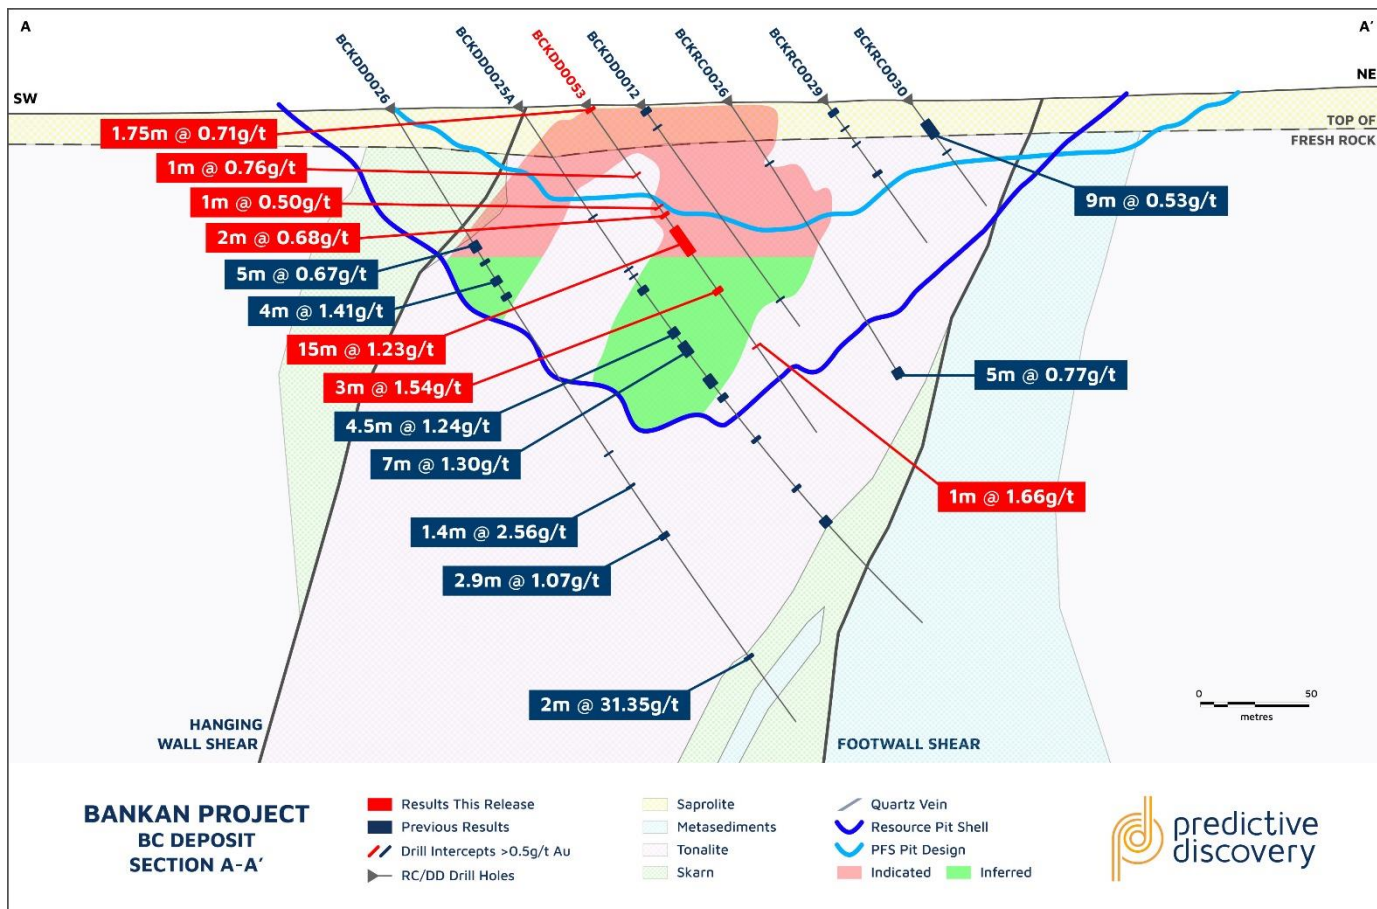 A
A'
BCKDD0026
BCKDD0025A
BCKDD0053
BCKDD0012
BCKRC0026
BCKRC0029
BCKRC0030
SW
NE
TOP OF
FRESH ROCK
1.75m @ 0.71g/t
1m @ 0.76g/t
1m @ 0.50g/t
2m @ 0.68g/t
5m @ 0.67g/t
4m @ 1.41g/t
15m @ 1.23g/t
3m @ 1.54g/t
4.5m @ 1.24g/t
7m @ 1.30g/t
1.4m @ 2.56g/t
2.9m @ 1.07g/t
2m @ 31.35g/t
9m @ 0.53g/t
5m @ 0.77g/t
1m @ 1.66g/t
0 50
metres
HANGING
WALL SHEAR
FOOTWALL SHEAR
BANKAN PROJECT
BC DEPOSIT
SECTION A-A'
Results This Release
Previous Results
Drill Intercepts >0.5g/t Au
RC/DD Drill Holes
Saprolite
Metasediments
Tonalite
Skarn
Quartz Vein
Resource Pit Shell
PFS Pit Design
Indicated Inferred
predictive
discovery